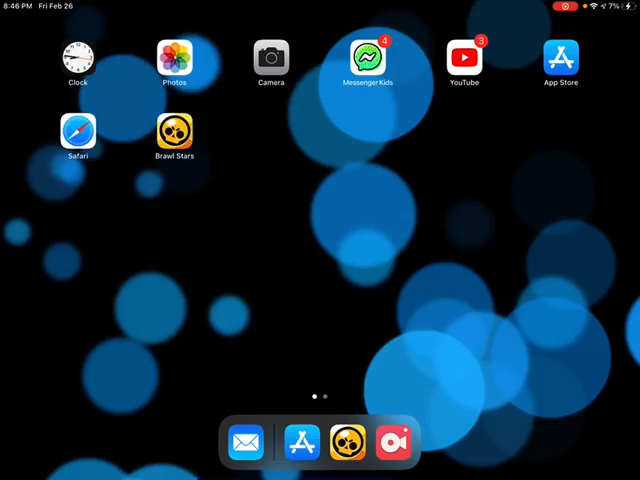 8:46 PM Fri Feb 26 7%
4 3
Clock Photos Camera Messenger Kids YouTube App Store
Safari Brawl Stars